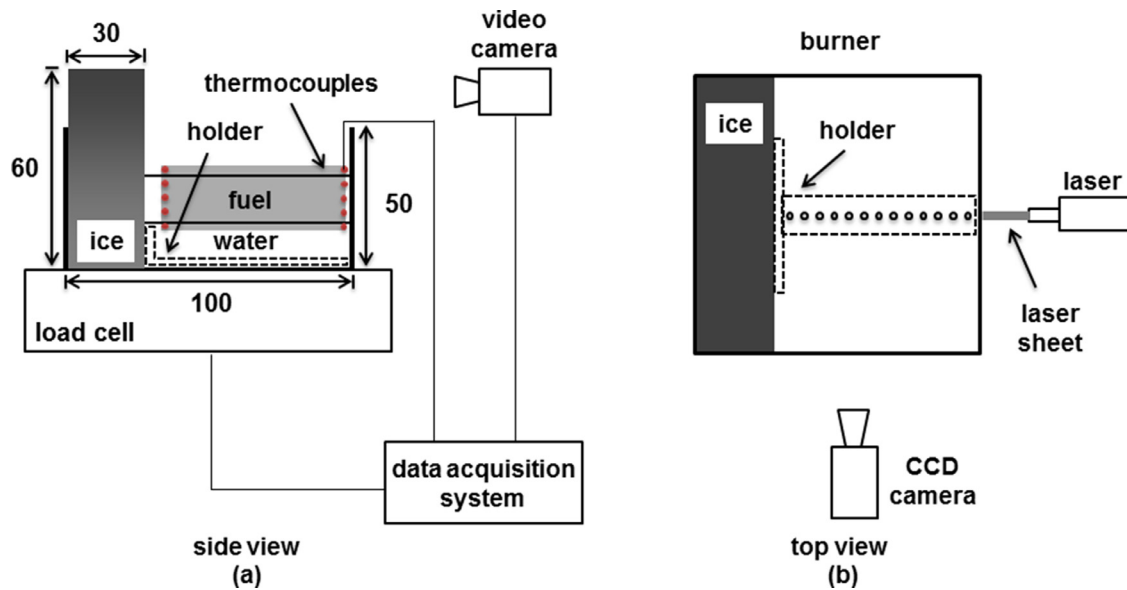 30
video
camera
thermocouples
holder
60
fuel
50
ice
water
100
load cell
data acquisition
system
side view
(a)
burner
ice
holder
laser
laser
sheet
CCD
camera
top view
(b)